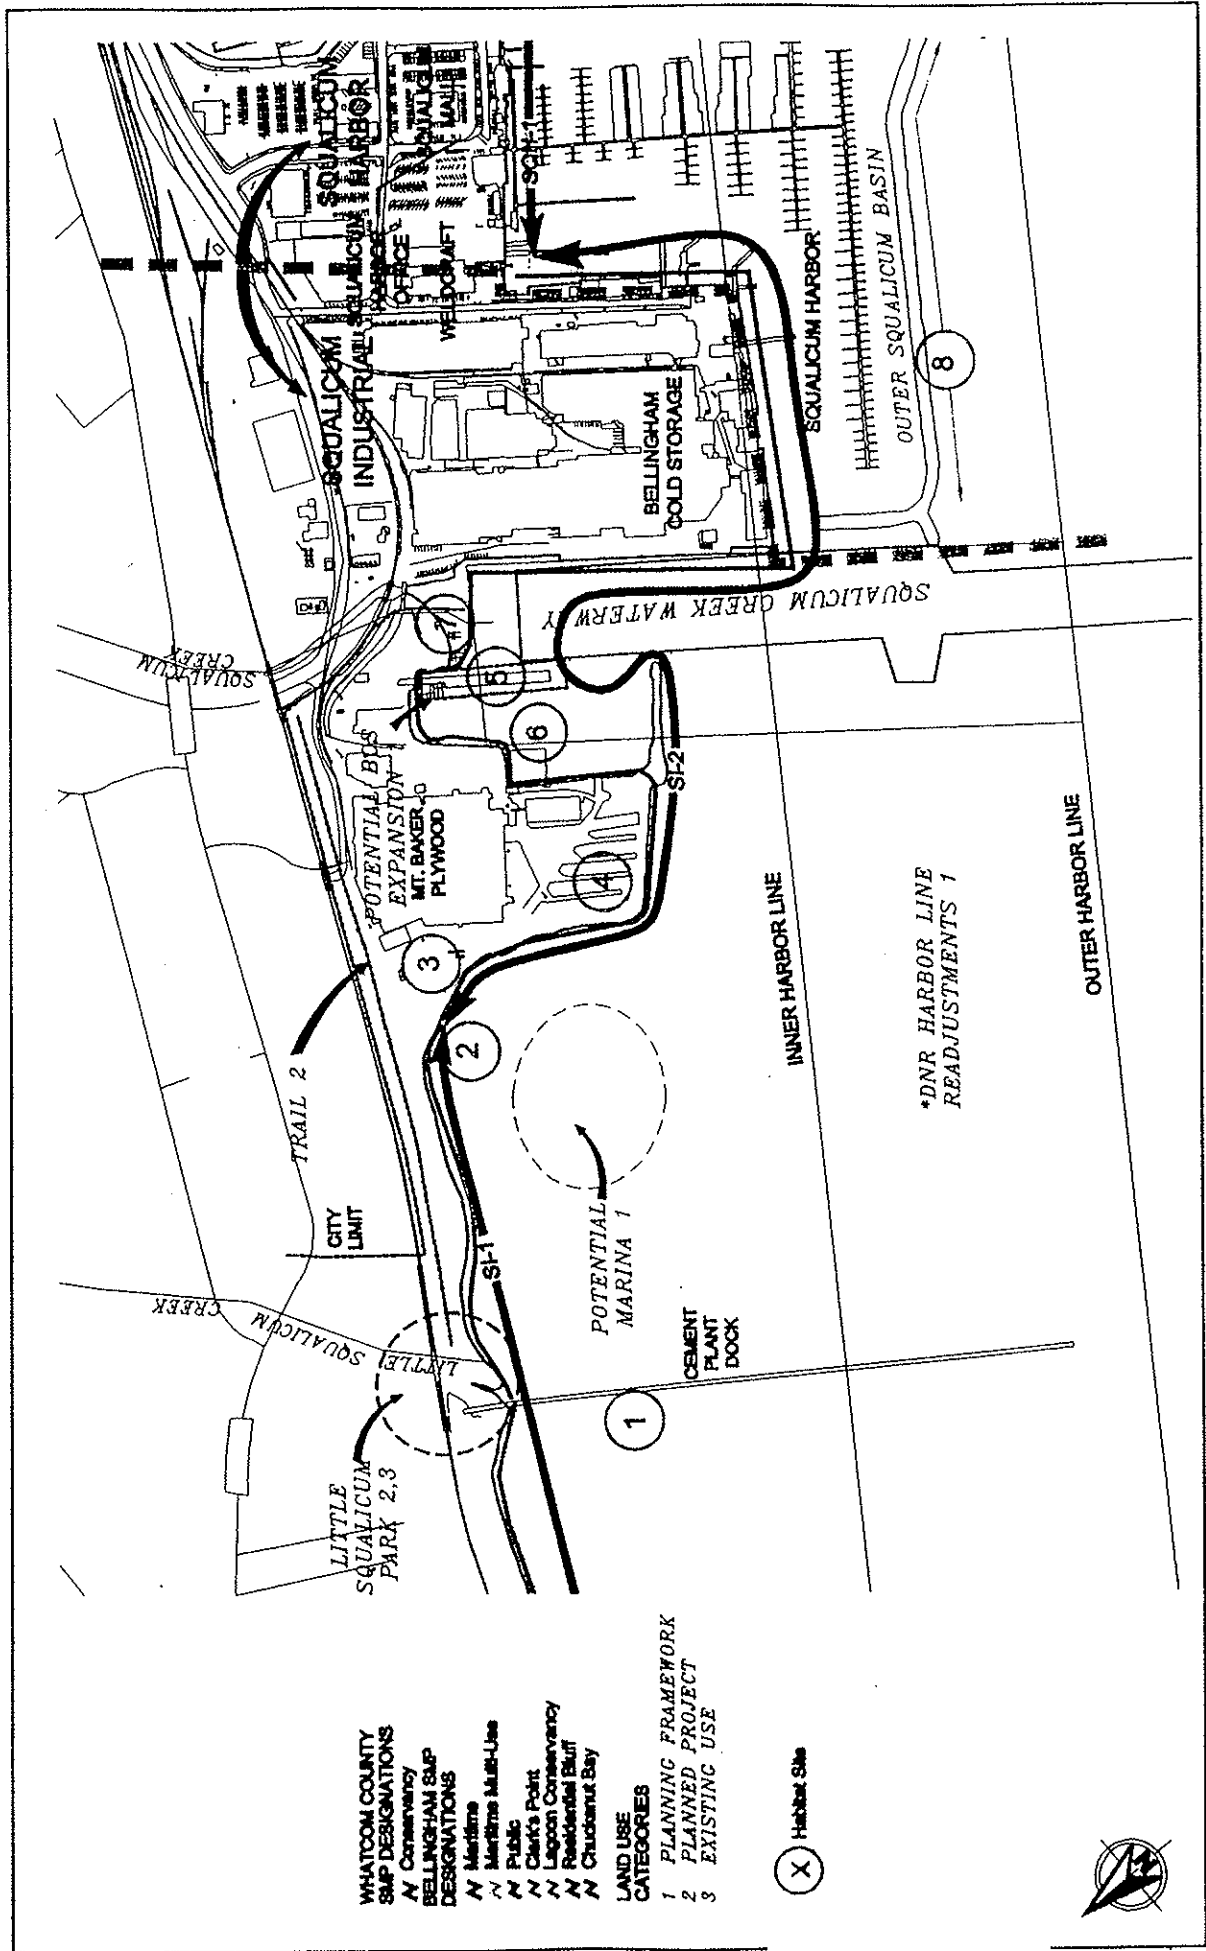 WHATCOM COUNTY
SMP DESIGNATIONS
N Conservancy
BELLINGHAM SMP
DESIGNATIONS
N Maritime
N Maritime Multi-Use
N Public
N Clark's Point
N Lagoon Conservancy
N Residential Bluff
N Chuckanut Bay
LAND USE
CATEGORIES
1 PLANNING FRAMEWORK
2 PLANNED PROJECT
3 EXISTING USE
X Habitat Site
LITTLE
SQUALICUM
PARK 2,3
LITTLE SQUALICUM
CREEK
CITY
LIMIT
TRAIL 2
SI-1
1
CEMENT
PLANT
DOCK
POTENTIAL
MARINA 1
2
3
4
POTENTIAL BCS
EXPANSION
MT. BAKER
PLYWOOD
SI-2
5
6
7
SQUALICUM
CREEK
SQUALICUM CREEK WATERWAY
INNER HARBOR LINE
*DNR HARBOR LINE
READJUSTMENTS 1
OUTER HARBOR LINE
BELLINGHAM
COLD STORAGE
SQUALICUM
INDUSTRIAL
SQUALICUM
HARBOR
SQUALICUM
OFFICE
WELDCRAFT
SQUALICUM
MALL
SQH-1
SQUALICUM HARBOR
OUTER SQUALICUM BASIN
8